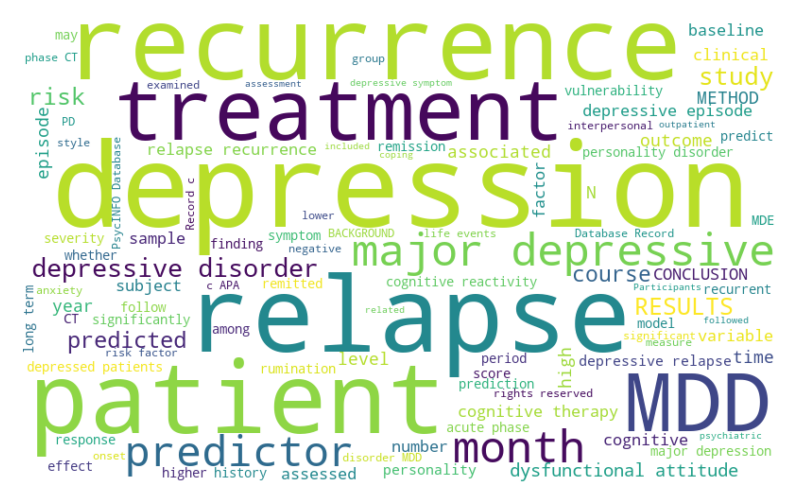 recurrence
may
phase CT
group
baseline
clinical
study
treatment
examined
assessment
depressive symptom
vulnerability
METHOD
risk
PD
depressive episode
episode
style
relapse recurrence
included
remission
coping
associated
interpersonal
outpatient
outcome
predict
personality disorder
PsycINFO Database
Record c
depression
factor
N
lower
MDE
severity
sample
finding
symptom
BACKGROUND
life events
Database Record
whether
negative
major depressive
depressive disorder
course
CONCLUSION
anxiety
subject
c APA
remitted
cognitive reactivity
Participants
recurrent
long term
year
follow
relapse
related
RESULTS
CT
significantly
among
model
followed
predicted
significant
variable
measure
risk factor
level
period
high
depressive relapse
time
depressed patients
rumination
score
prediction
rights reserved
patient
MDD
cognitive therapy
acute phase
response
predictor
number
month
cognitive
psychiatric
onset
disorder MDD
major depression
effect
higher
history
assessed
personality
dysfunctional attitude